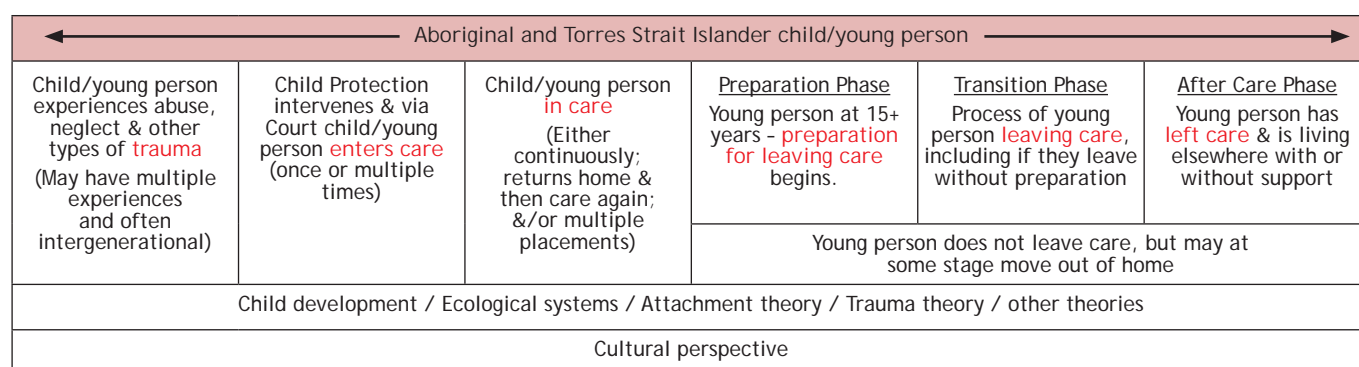 Aboriginal and Torres Strait Islander child/young person
Child/young person
experiences abuse,
neglect & other
types of trauma
(May have multiple
experiences
and often
intergenerational)
Child Protection
intervenes & via
Court child/young
person enters care
(once or multiple
times)
Child/young person
in care
(Either
continuously;
returns home &
then care again;
&/or multiple
placements)
Preparation Phase
Young person at 15+
years – preparation
for leaving care
begins.
Transition Phase
Process of young
person leaving care,
including if they leave
without preparation
After Care Phase
Young person has
left care & is living
elsewhere with or
without support
Young person does not leave care, but may at
some stage move out of home
Child development / Ecological systems / Attachment theory / Trauma theory / other theories
Cultural perspective